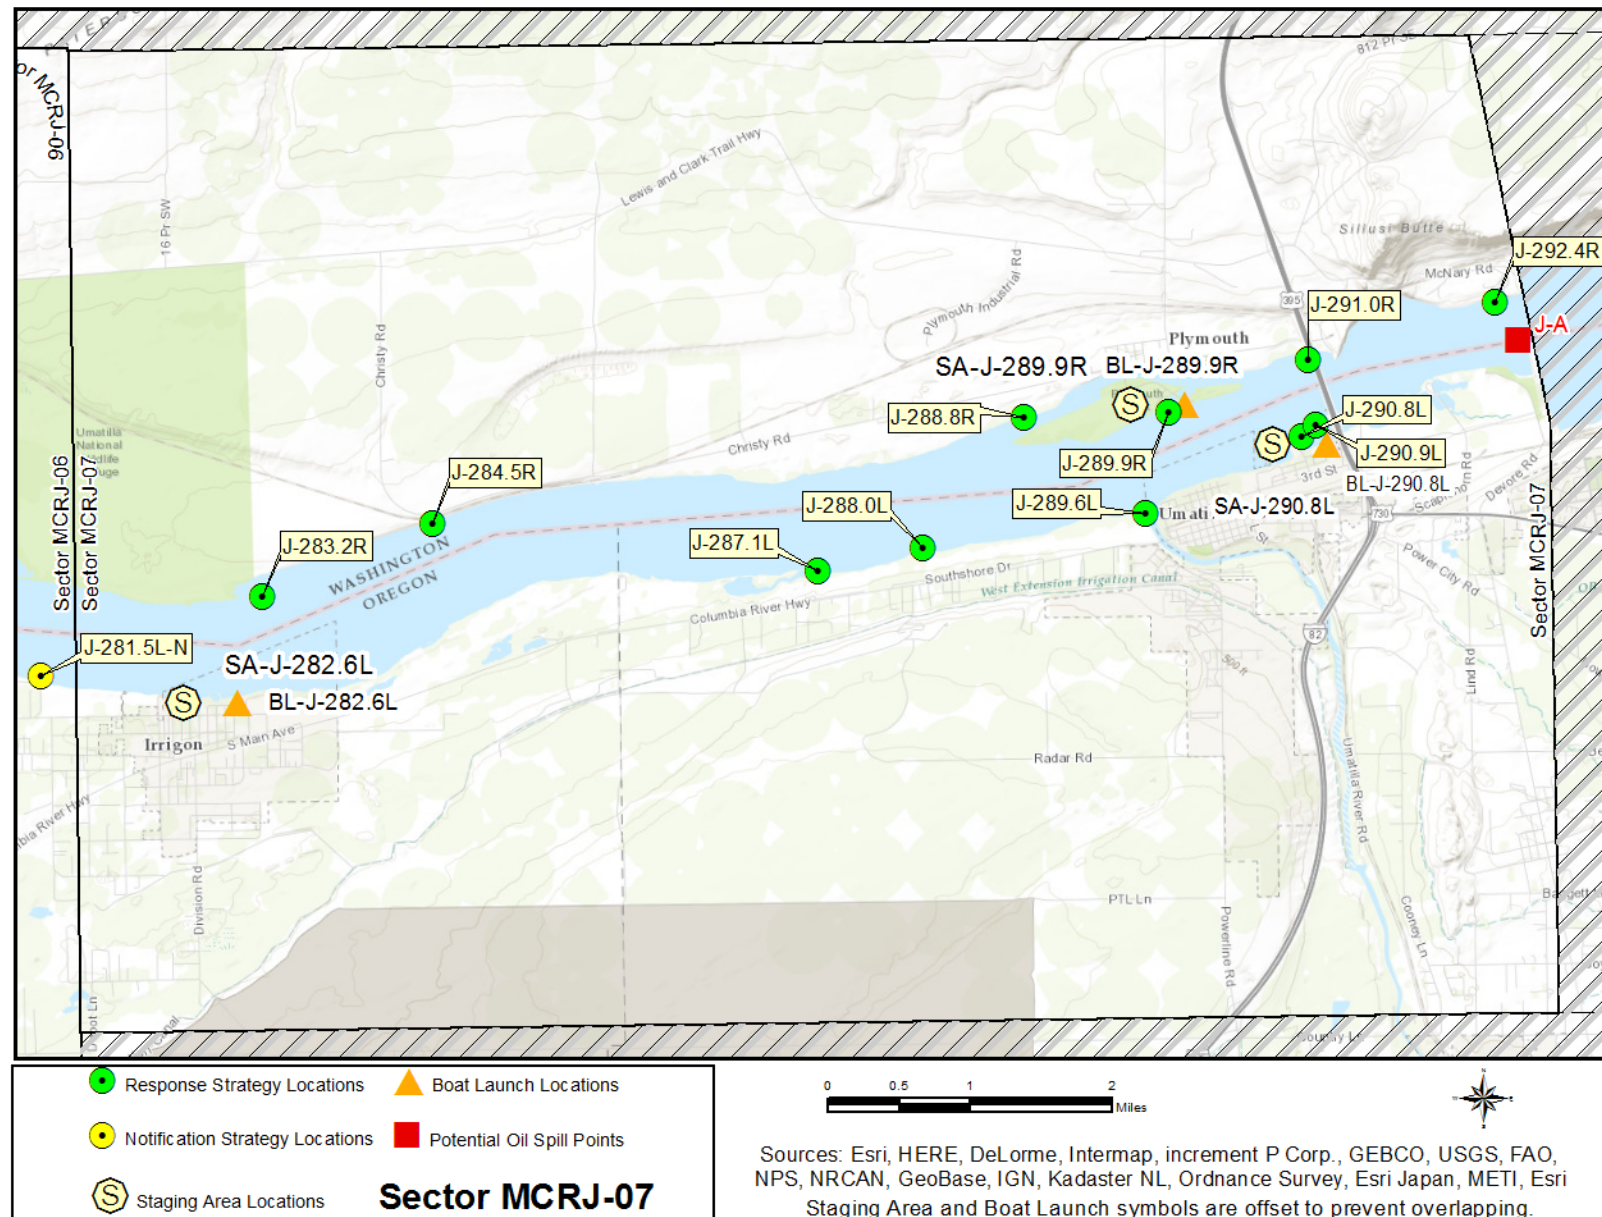 812 Pr SE
or MCRJ-06
16 Pr SW
Lewis and Clark Trail Hwy
Sillusi Butte
J-292.4R
McNary Rd
Plymouth Industrial Rd
395
J-291.0R
J-A
Christy Rd
Plymouth
SA-J-289.9R
BL-J-289.9R
J-288.8R
J-290.8L
Umatilla
National
Christy Rd
J-290.9L
J-289.9R
3rd St
BL-J-290.8L
Devore Rd
J-284.5R
J-288.0L
J-289.6L
SA-J-290.8L
730
Sector MCRJ-06
Sector MCRJ-07
J-283.2R
WASHINGTON
OREGON
J-287.1L
Southshore Dr
West Extension Irrigation Canal
Power City Rd
Columbia River Hwy
Sector MCRJ-07
82
J-281.5L-N
SA-J-282.6L
500 ft
Lind Rd
BL-J-282.6L
Irrigon
S Main Ave
Radar Rd
Umatilla River Rd
bia River Hwy
Division Rd
PTL Ln
Powerline Rd
Cooney Ln
Canal
Response Strategy Locations
Boat Launch Locations
Notification Strategy Locations
Potential Oil Spill Points
S Staging Area Locations
Sector MCRJ-07
0 0.5 1 2
Miles
N
Sources: Esri, HERE, DeLorme, Intermap, increment P Corp., GEBCO, USGS, FAO,
NPS, NRCAN, GeoBase, IGN, Kadaster NL, Ordnance Survey, Esri Japan, METI, Esri
Staging Area and Boat Launch symbols are offset to prevent overlapping.